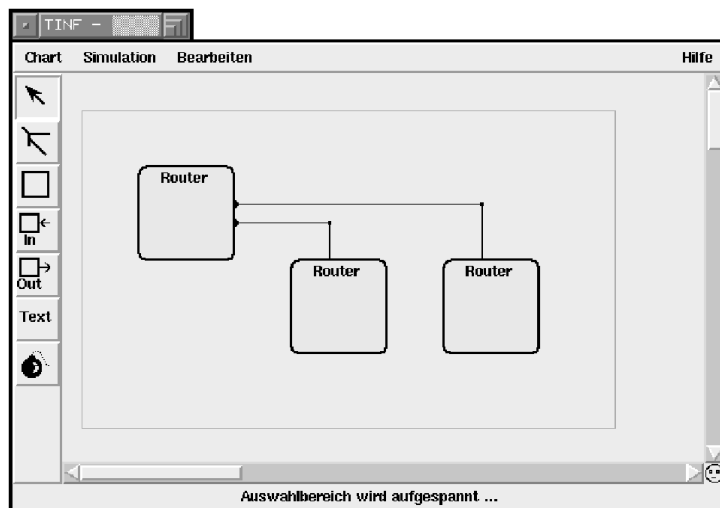 TINF -
Chart Simulation Bearbeiten Hilfe
Router
Router Router
In
Out
Text
Auswahlbereich wird aufgespannt ...